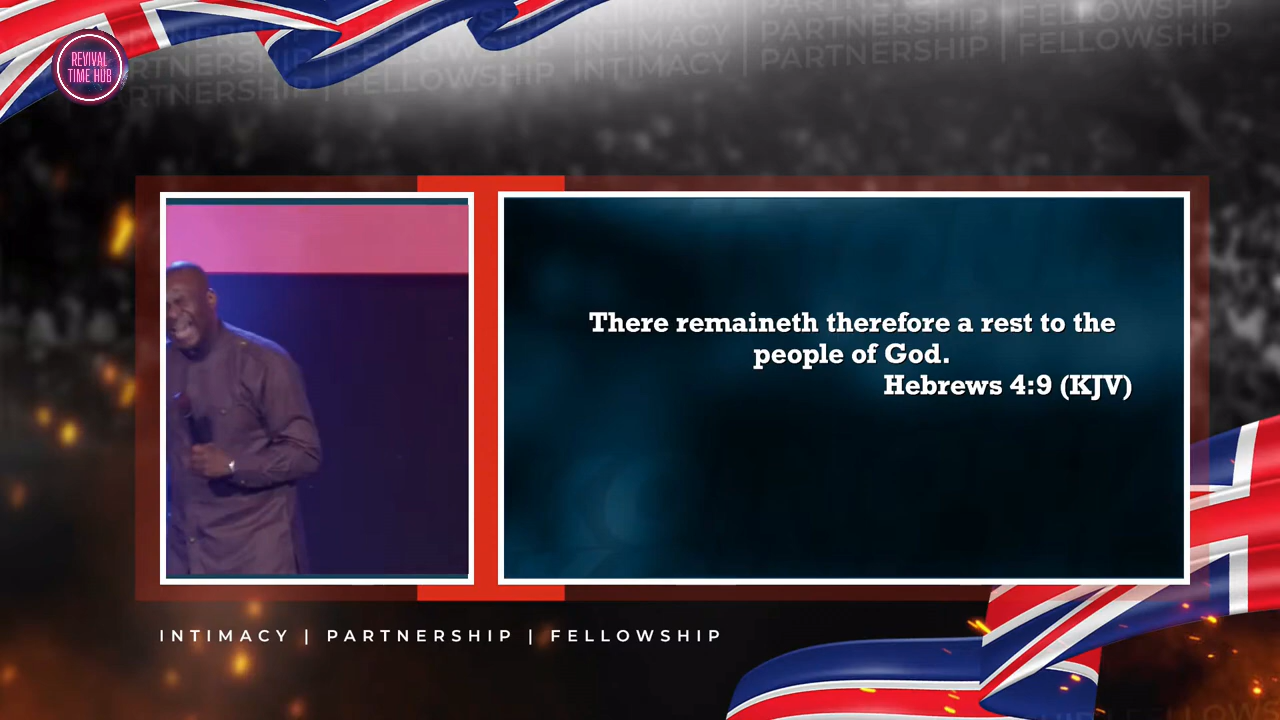 REVIVAL
TIME HUB
INTIMACY | PARTNERSHIP | FELLOWSHIP
PARTNERSHIP | FELLOWSHIP
There remaineth therefore a rest to the
people of God.
Hebrews 4:9 (KJV)
INTIMACY | PARTNERSHIP | FELLOWSHIP